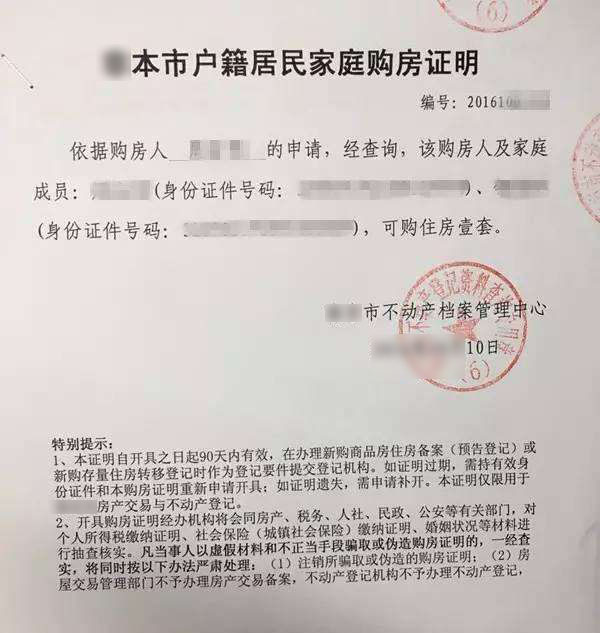 本市户籍居民家庭购房证明
编号：201610
依据购房人 的申请，经查询，该购房人及家庭
成员： (身份证件号码： )、
(身份证件号码： )，可购住房壹套。
市不动产档案管理中心
10日
(6)
(6)
特别提示：
1、本证明自开具之日起90天内有效，在办理新购商品房住房备案（预告登记）或
新购存量住房转移登记时作为登记要件提交登记机构。如证明过期，需持有效身
份证件和本购房证明重新申请开具；如证明遗失，需申请补开。本证明仅限用于
房产交易与不动产登记。
2、开具购房证明经办机构将会同房产、税务、人社、民政、公安等有关部门，对
个人所得税缴纳证明、社会保险（城镇社会保险）缴纳证明、婚姻状况等材料进
行抽查核实。凡当事人以虚假材料和不正当手段骗取或伪造购房证明的，一经查
实，将同时按以下办法严肃处理：（1）注销所骗取或伪造的购房证明；（2）房
屋交易管理部门不予办理房产交易备案，不动产登记机构不予办理不动产登记，